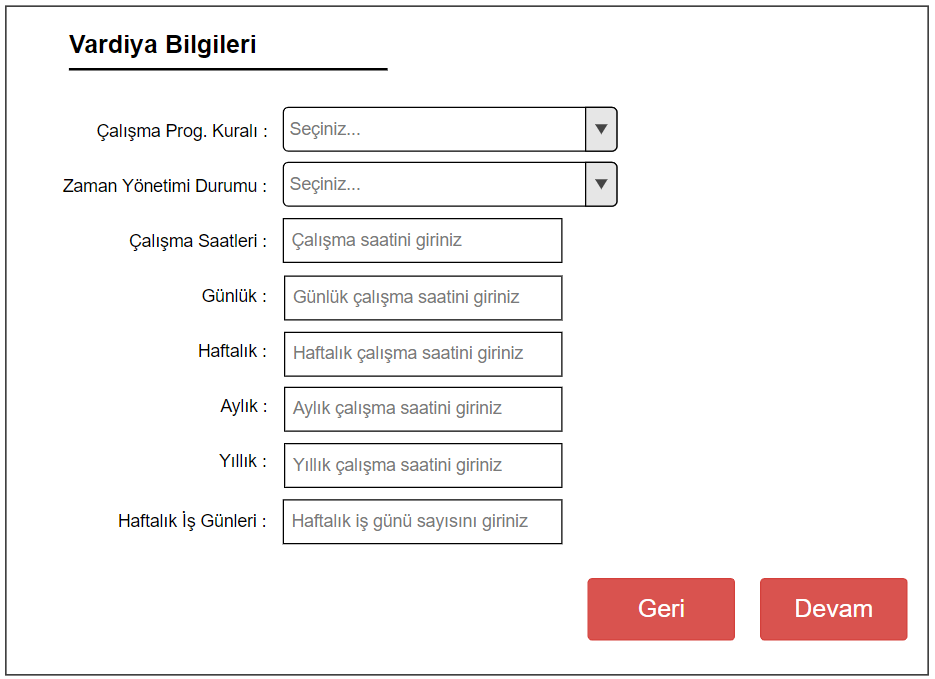 Vardiya Bilgileri
Çalışma Prog. Kuralı : Seçiniz...
Zaman Yönetimi Durumu : Seçiniz...
Çalışma Saatleri : Çalışma saatini giriniz
Günlük : Günlük çalışma saatini giriniz
Haftalık : Haftalık çalışma saatini giriniz
Aylık : Aylık çalışma saatini giriniz
Yıllık : Yıllık çalışma saatini giriniz
Haftalık İş Günleri : Haftalık iş günü sayısını giriniz
Geri Devam